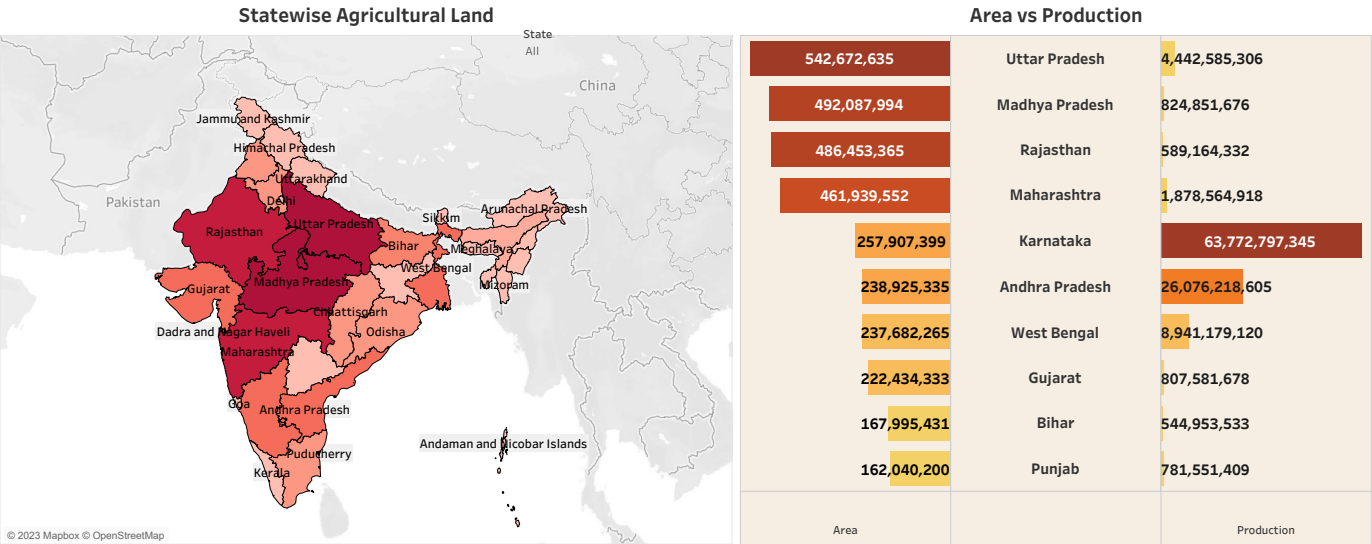 Statewise Agricultural Land
State
All
China
Jammu and Kashmir
Himachal Pradesh
Uttarakhand
Pakistan
Delhi
Sikkim
Arunachal Pradesh
Rajasthan
Uttar Pradesh
Bihar
Meghalaya
West Bengal
Gujarat
Madhya Pradesh
Mizoram
Chhattisgarh
Dadra and Nagar Haveli
Odisha
Maharashtra
Goa
Andhra Pradesh
Andaman and Nicobar Islands
Puducherry
Kerala
© 2023 Mapbox © OpenStreetMap
Area vs Production
542,672,635 Uttar Pradesh 4,442,585,306
492,087,994 Madhya Pradesh 824,851,676
486,453,365 Rajasthan 589,164,332
461,939,552 Maharashtra 1,878,564,918
257,907,399 Karnataka 63,772,797,345
238,925,335 Andhra Pradesh 26,076,218,605
237,682,265 West Bengal 8,941,179,120
222,434,333 Gujarat 807,581,678
167,995,431 Bihar 544,953,533
162,040,200 Punjab 781,551,409
Area Production